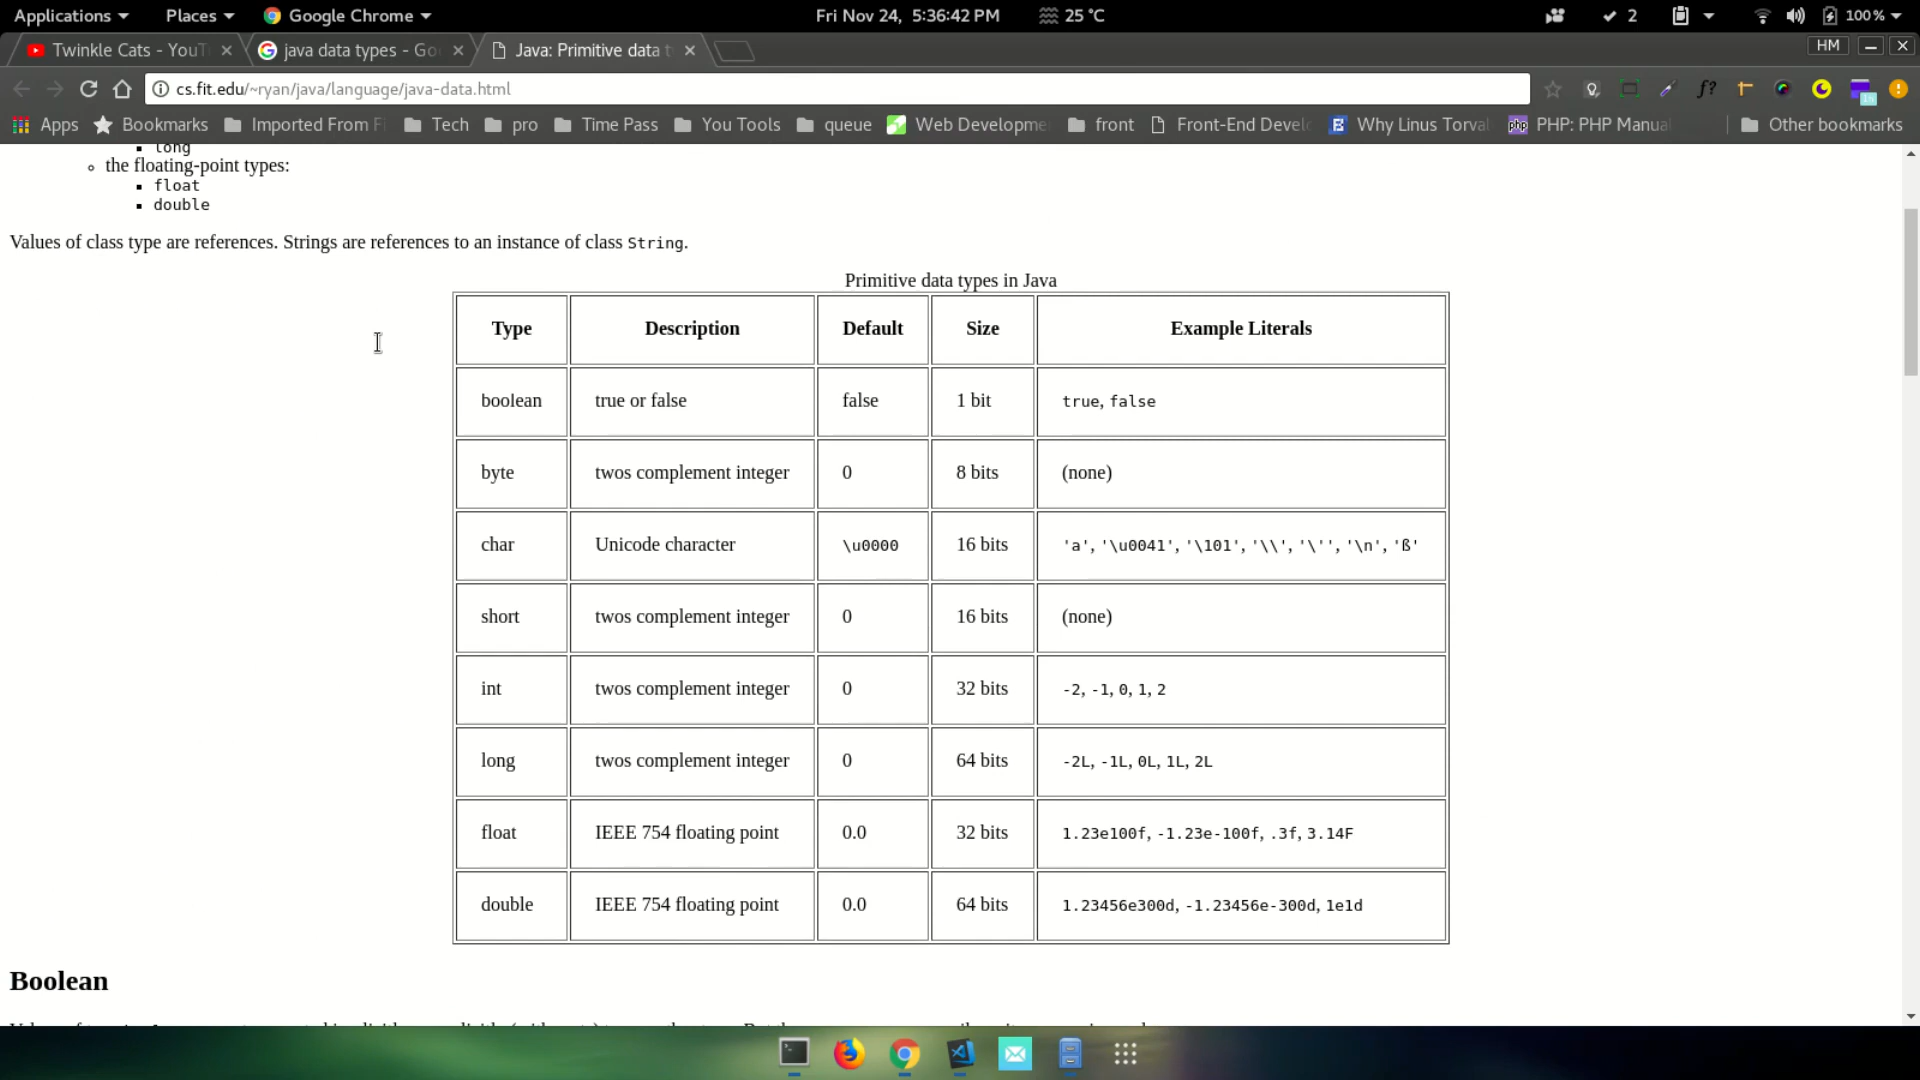 Applications Places Google Chrome Fri Nov 24, 5:36:42 PM 25 °C 2 100%
Twinkle Cats - YouT java data types - Go Java: Primitive data t HM
cs.fit.edu/~ryan/java/language/java-data.html
Apps Bookmarks Imported From Fi Tech pro Time Pass You Tools queue Web Developme front Front-End Develo Why Linus Torval PHP: PHP Manua Other bookmarks
long
the floating-point types:
float
double
Values of class type are references. Strings are references to an instance of class String.
Primitive data types in Java
Type Description Default Size Example Literals
boolean true or false false 1 bit true, false
byte twos complement integer 0 8 bits (none)
char Unicode character \u0000 16 bits 'a', '\u0041', '\101', '\\', '\'', '\n', 'ß'
short twos complement integer 0 16 bits (none)
int twos complement integer 0 32 bits -2, -1, 0, 1, 2
long twos complement integer 0 64 bits -2L, -1L, 0L, 1L, 2L
float IEEE 754 floating point 0.0 32 bits 1.23e100f, -1.23e-100f, .3f, 3.14F
double IEEE 754 floating point 0.0 64 bits 1.23456e300d, -1.23456e-300d, 1e1d
Boolean